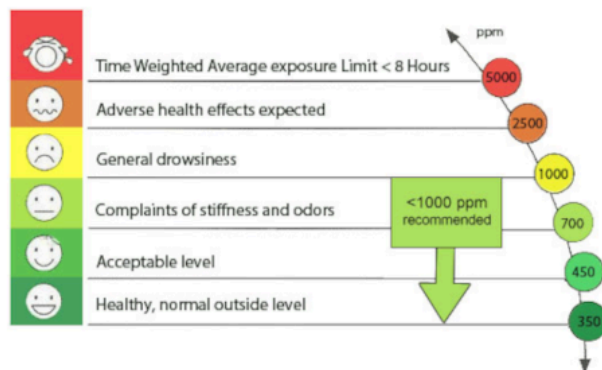 ppm
Time Weighted Average exposure Limit < 8 Hours
5000
Adverse health effects expected
2500
General drowsiness
1000
<1000 ppm
recommended
Complaints of stiffness and odors
700
Acceptable level
450
Healthy, normal outside level
350